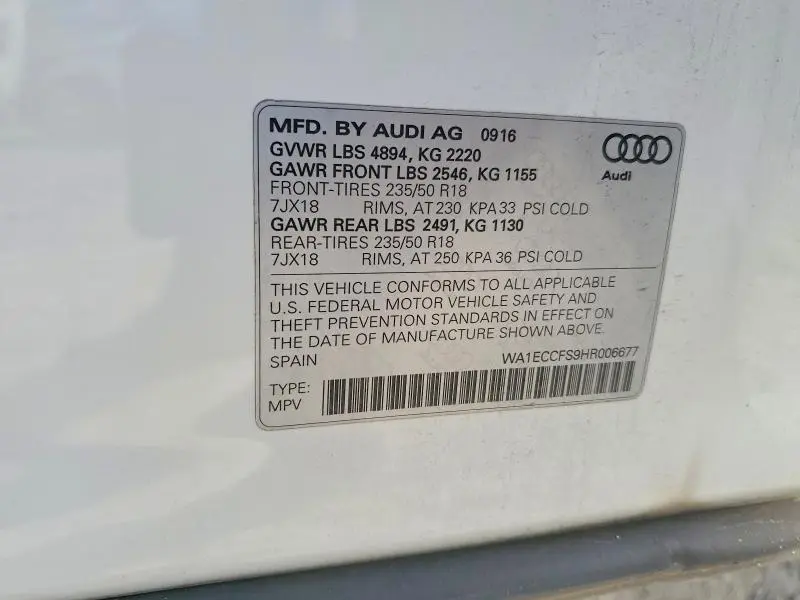 MFD. BY AUDI AG 0916
GVWR LBS 4894, KG 2220
GAWR FRONT LBS 2546, KG 1155
FRONT-TIRES 235/50 R18
7JX18 RIMS, AT 230 KPA 33 PSI COLD
GAWR REAR LBS 2491, KG 1130
REAR-TIRES 235/50 R18
7JX18 RIMS, AT 250 KPA 36 PSI COLD
Audi
THIS VEHICLE CONFORMS TO ALL APPLICABLE
U.S. FEDERAL MOTOR VEHICLE SAFETY AND
THEFT PREVENTION STANDARDS IN EFFECT ON
THE DATE OF MANUFACTURE SHOWN ABOVE.
SPAIN WA1ECCFS9HR006677
TYPE:
MPV